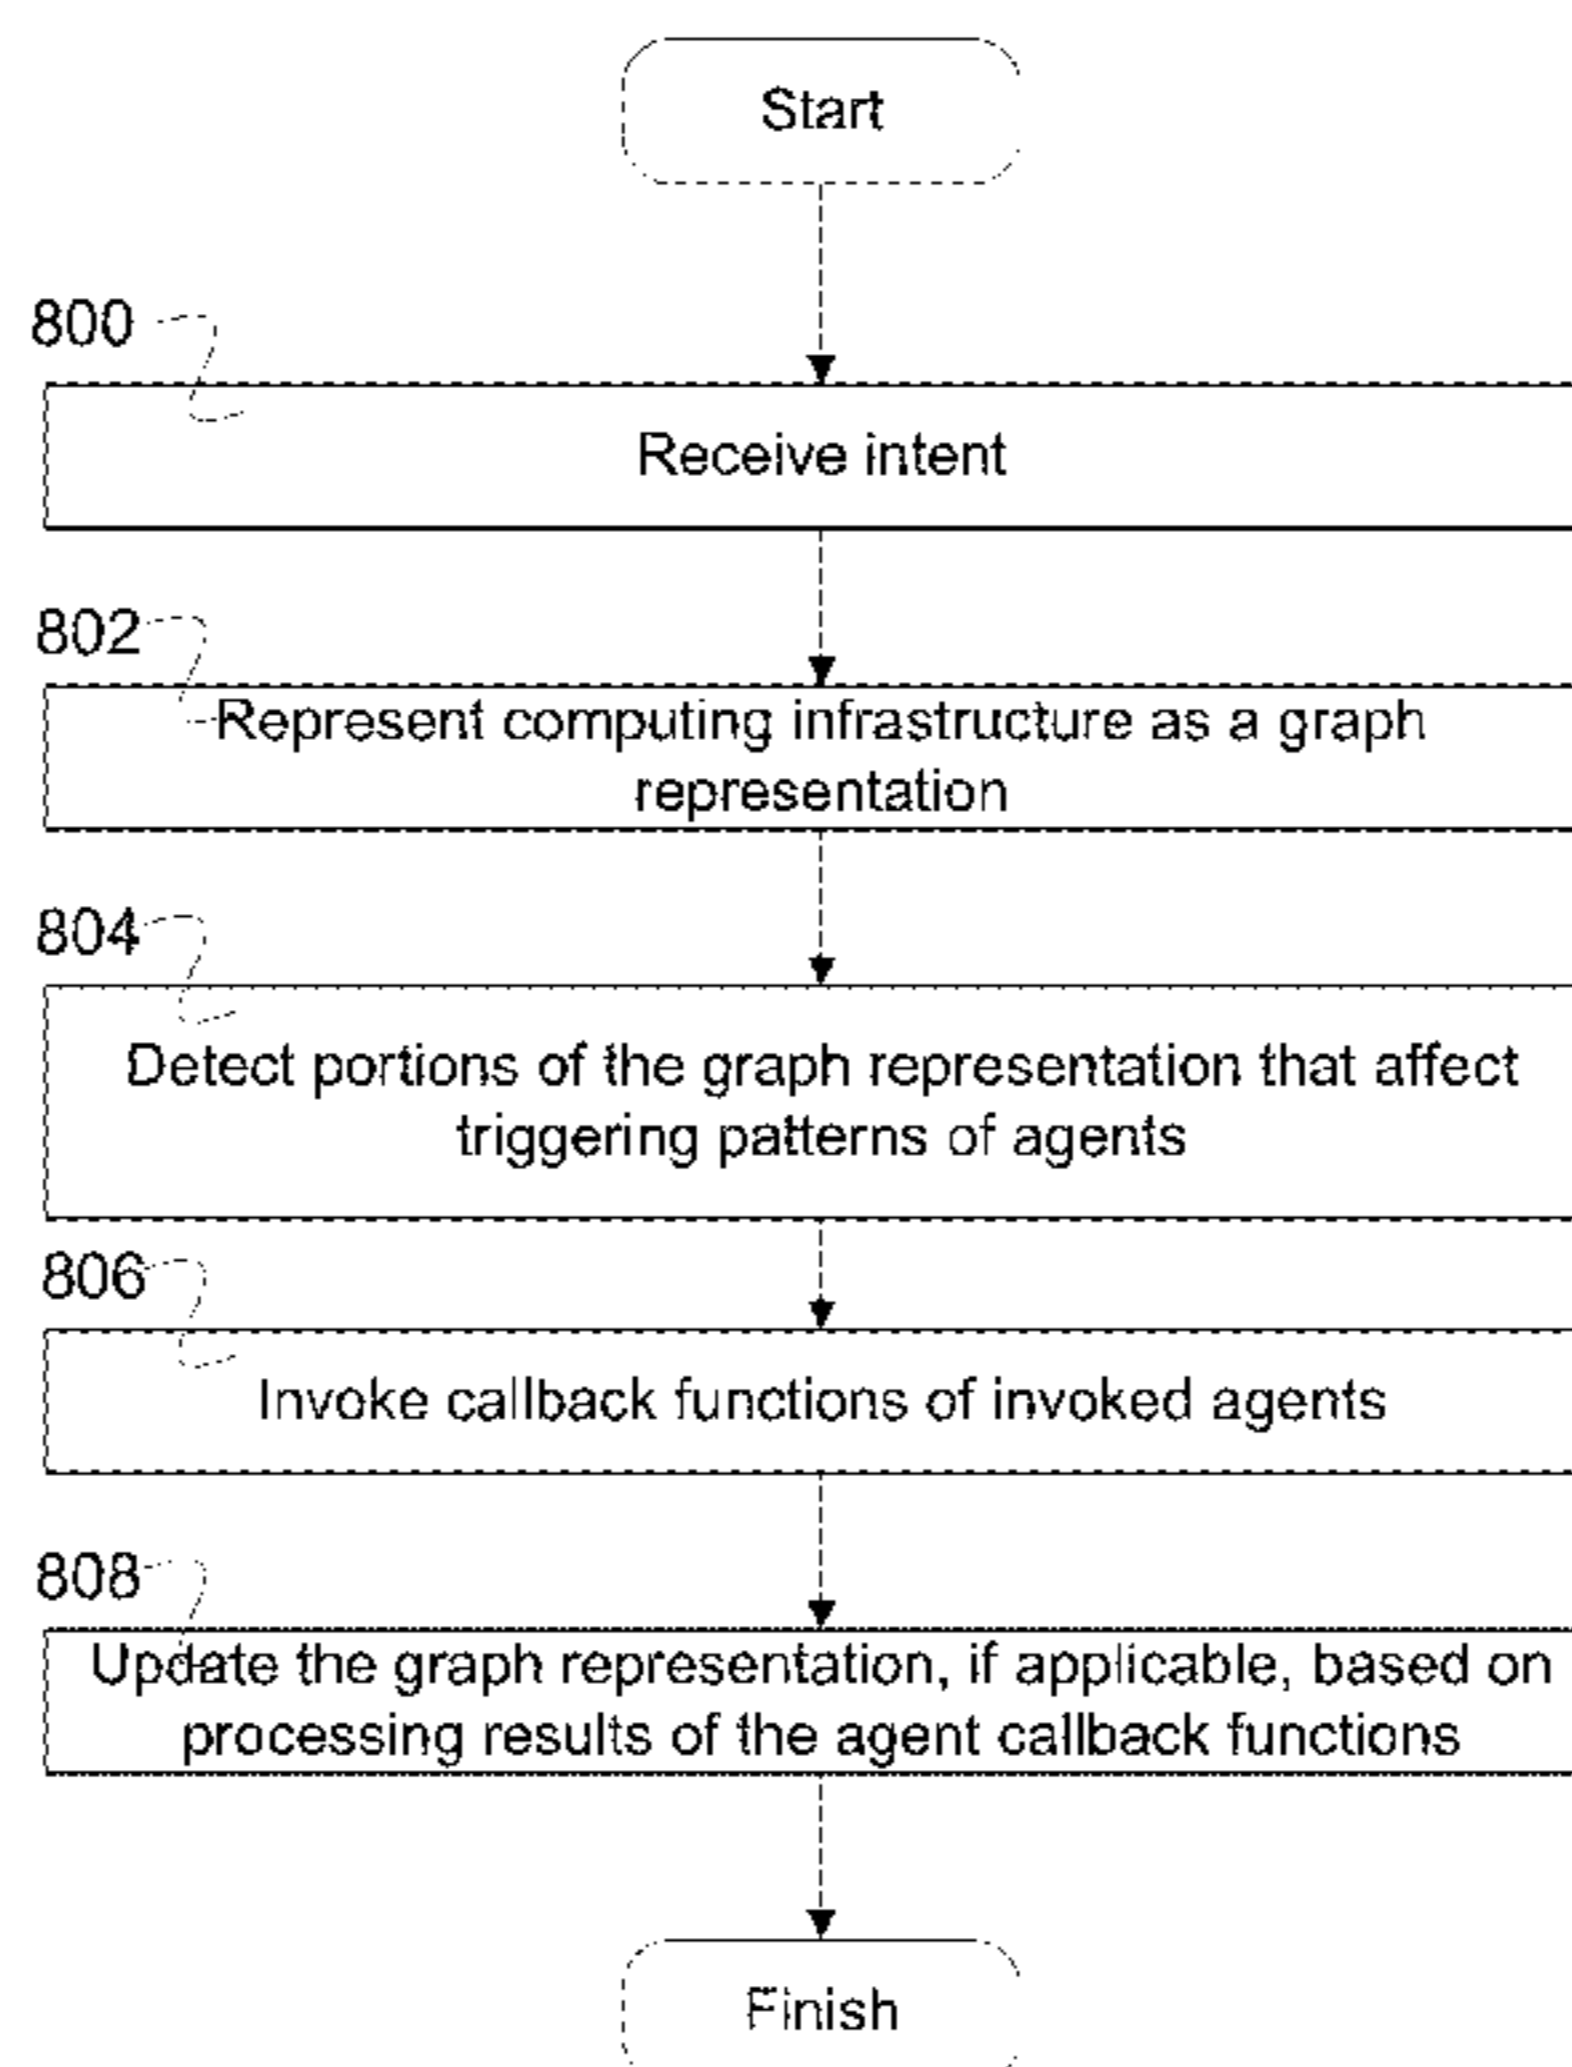 Start
800
Receive intent
802
Represent computing infrastructure as a graph
representation
804
Detect portions of the graph representation that affect
triggering patterns of agents
806
Invoke callback functions of invoked agents
808
Update the graph representation, if applicable, based on
processing results of the agent callback functions
Finish